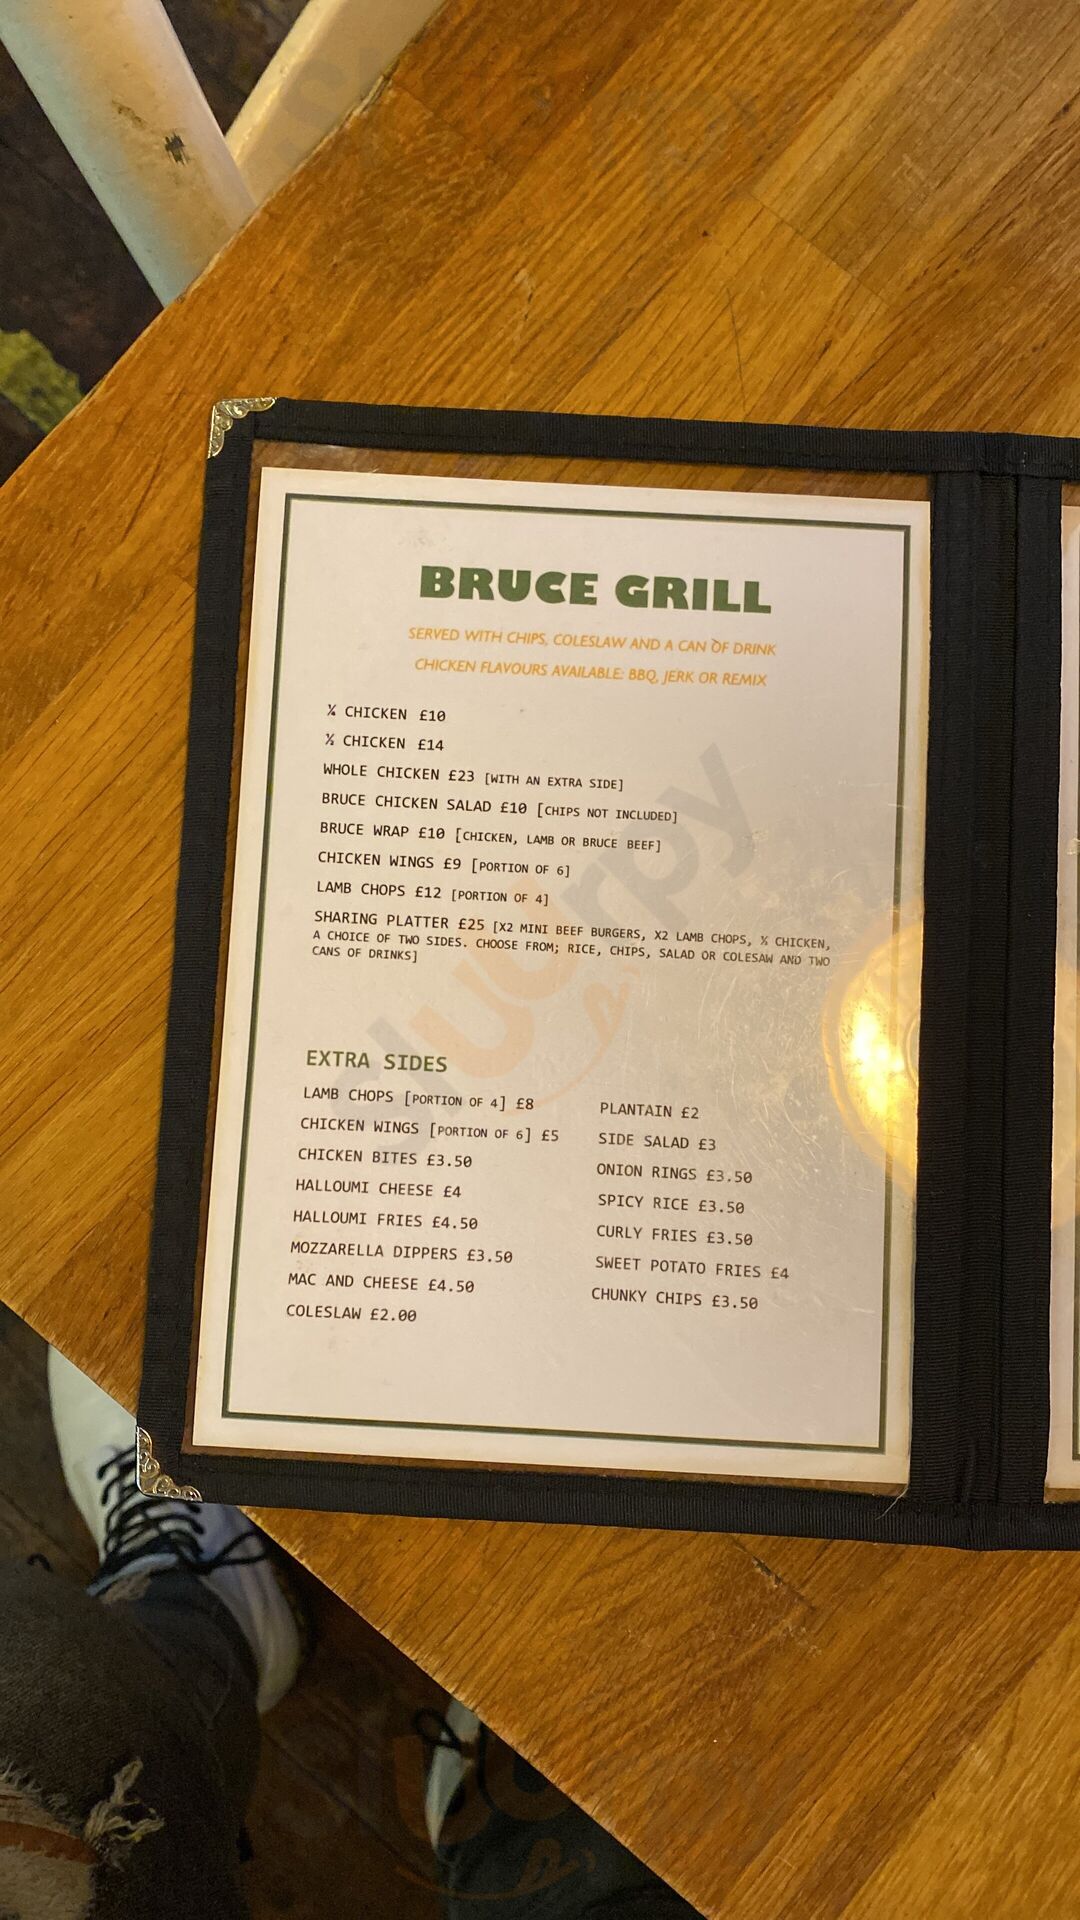 BRUCE GRILL
SERVED WITH CHIPS, COLESLAW AND A CAN OF DRINK
CHICKEN FLAVOURS AVAILABLE: BBQ, JERK OR REMIX
¼ CHICKEN £10
½ CHICKEN £14
WHOLE CHICKEN £23 [WITH AN EXTRA SIDE]
BRUCE CHICKEN SALAD £10 [CHIPS NOT INCLUDED]
BRUCE WRAP £10 [CHICKEN, LAMB OR BRUCE BEEF]
CHICKEN WINGS £9 [PORTION OF 6]
LAMB CHOPS £12 [PORTION OF 4]
SHARING PLATTER £25 [X2 MINI BEEF BURGERS, X2 LAMB CHOPS, ½ CHICKEN,
A CHOICE OF TWO SIDES. CHOOSE FROM; RICE, CHIPS, SALAD OR COLESAW AND TWO
CANS OF DRINKS]
EXTRA SIDES
LAMB CHOPS [PORTION OF 4] £8
CHICKEN WINGS [PORTION OF 6] £5
CHICKEN BITES £3.50
HALLOUMI CHEESE £4
HALLOUMI FRIES £4.50
MOZZARELLA DIPPERS £3.50
MAC AND CHEESE £4.50
COLESLAW £2.00
PLANTAIN £2
SIDE SALAD £3
ONION RINGS £3.50
SPICY RICE £3.50
CURLY FRIES £3.50
SWEET POTATO FRIES £4
CHUNKY CHIPS £3.50
sluurpy